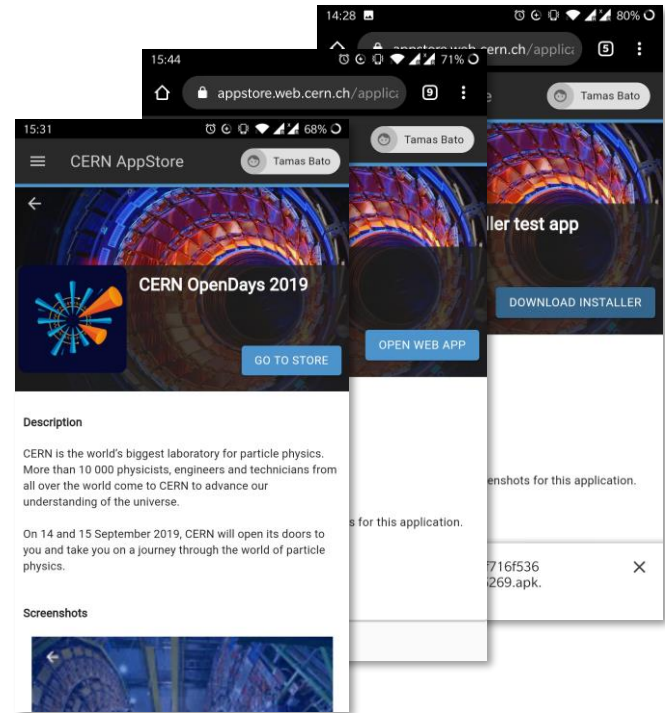 14:28
80%
appstore.web.cern.ch/applica
5
Tamas Bato
ller test app
DOWNLOAD INSTALLER
enshots for this application.
f716f536
269.apk.
15:44
71%
appstore.web.cern.ch/applica
9
Tamas Bato
OPEN WEB APP
s for this application.
15:31
68%
CERN AppStore
Tamas Bato
CERN OpenDays 2019
GO TO STORE
Description
CERN is the world's biggest laboratory for particle physics.
More than 10 000 physicists, engineers and technicians from
all over the world come to CERN to advance our
understanding of the universe.
On 14 and 15 September 2019, CERN will open its doors to
you and take you on a journey through the world of particle
physics.
Screenshots